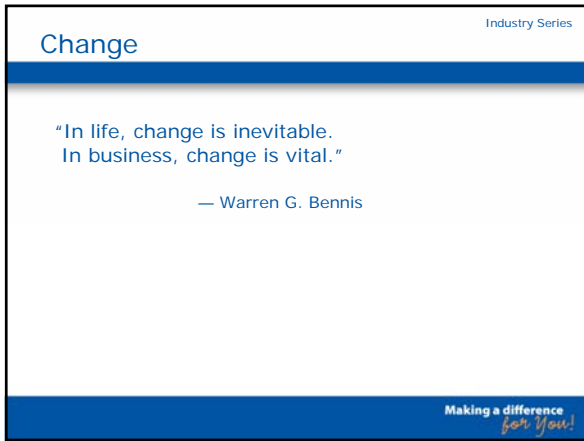 Industry Series
Change
"In life, change is inevitable.
In business, change is vital."
— Warren G. Bennis
Making a difference
for You!